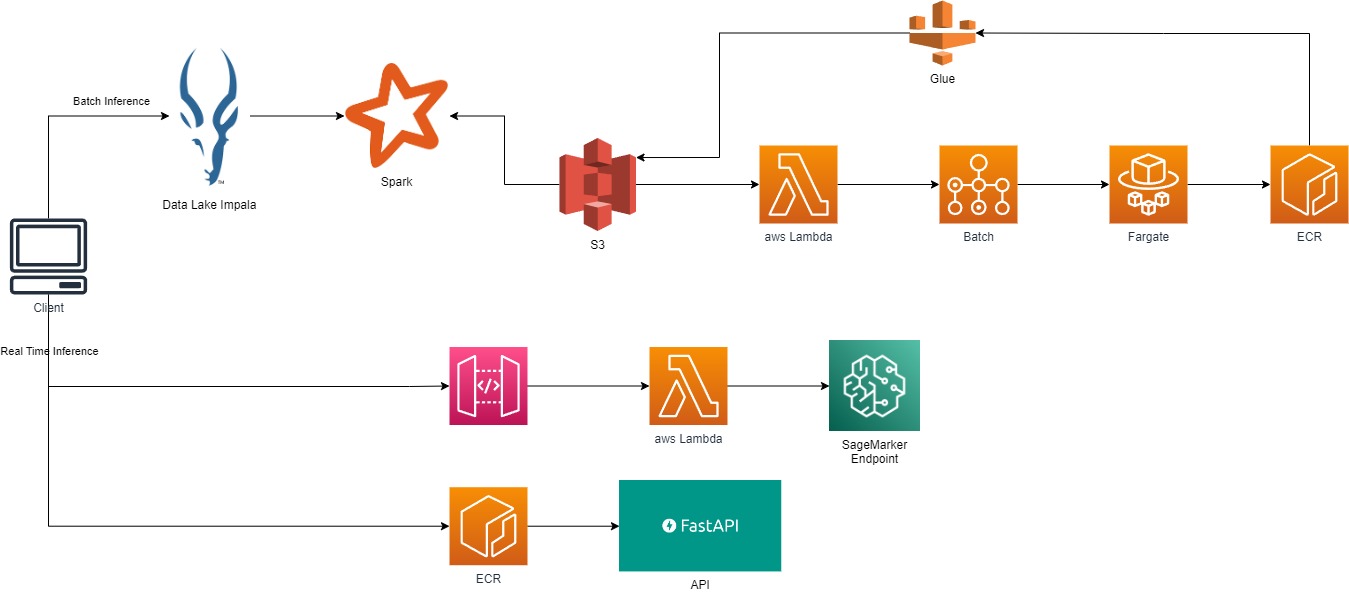 Glue
Batch Inference
TM
Data Lake Impala
Spark
S3
aws Lambda
Batch
Fargate
ECR
Client
Real Time Inference
</>
aws Lambda
SageMarker
Endpoint
ECR
FastAPI
API